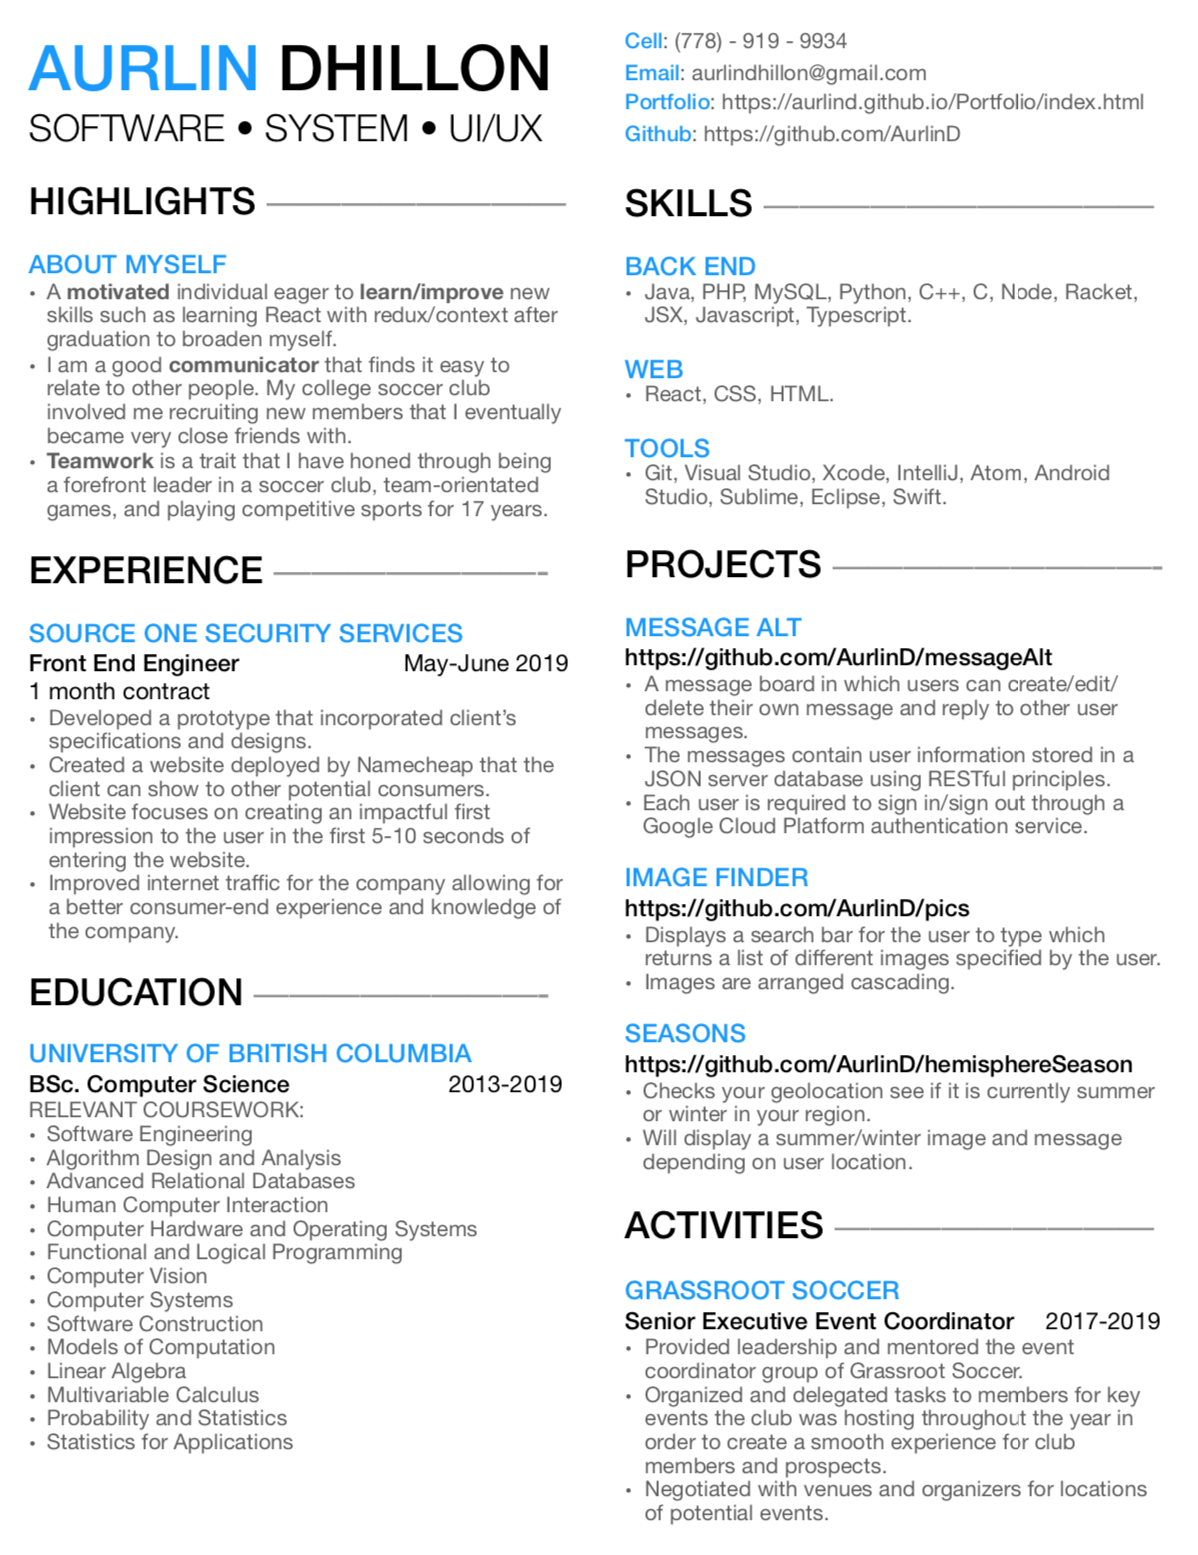 AURLIN DHILLON
SOFTWARE • SYSTEM • UI/UX
HIGHLIGHTS
ABOUT MYSELF
• A motivated individual eager to learn/improve new
skills such as learning React with redux/context after
graduation to broaden myself.
• I am a good communicator that finds it easy to
relate to other people. My college soccer club
involved me recruiting new members that I eventually
became very close friends with.
• Teamwork is a trait that I have honed through being
a forefront leader in a soccer club, team-orientated
games, and playing competitive sports for 17 years.
EXPERIENCE
SOURCE ONE SECURITY SERVICES
Front End Engineer May-June 2019
1 month contract
• Developed a prototype that incorporated client’s
specifications and designs.
• Created a website deployed by Namecheap that the
client can show to other potential consumers.
• Website focuses on creating an impactful first
impression to the user in the first 5-10 seconds of
entering the website.
• Improved internet traffic for the company allowing for
a better consumer-end experience and knowledge of
the company.
EDUCATION
UNIVERSITY OF BRITISH COLUMBIA
BSc. Computer Science 2013-2019
RELEVANT COURSEWORK:
• Software Engineering
• Algorithm Design and Analysis
• Advanced Relational Databases
• Human Computer Interaction
• Computer Hardware and Operating Systems
• Functional and Logical Programming
• Computer Vision
• Computer Systems
• Software Construction
• Models of Computation
• Linear Algebra
• Multivariable Calculus
• Probability and Statistics
• Statistics for Applications
Cell: (778) - 919 - 9934
Email: aurlindhillon@gmail.com
Portfolio: https://aurlind.github.io/Portfolio/index.html
Github: https://github.com/AurlinD
SKILLS
BACK END
• Java, PHP, MySQL, Python, C++, C, Node, Racket,
JSX, Javascript, Typescript.
WEB
• React, CSS, HTML.
TOOLS
• Git, Visual Studio, Xcode, IntelliJ, Atom, Android
Studio, Sublime, Eclipse, Swift.
PROJECTS
MESSAGE ALT
https://github.com/AurlinD/messageAlt
• A message board in which users can create/edit/
delete their own message and reply to other user
messages.
• The messages contain user information stored in a
JSON server database using RESTful principles.
• Each user is required to sign in/sign out through a
Google Cloud Platform authentication service.
IMAGE FINDER
https://github.com/AurlinD/pics
• Displays a search bar for the user to type which
returns a list of different images specified by the user.
• Images are arranged cascading.
SEASONS
https://github.com/AurlinD/hemisphereSeason
• Checks your geolocation see if it is currently summer
or winter in your region.
• Will display a summer/winter image and message
depending on user location.
ACTIVITIES
GRASSROOT SOCCER
Senior Executive Event Coordinator 2017-2019
• Provided leadership and mentored the event
coordinator group of Grassroot Soccer.
• Organized and delegated tasks to members for key
events the club was hosting throughout the year in
order to create a smooth experience for club
members and prospects.
• Negotiated with venues and organizers for locations
of potential events.